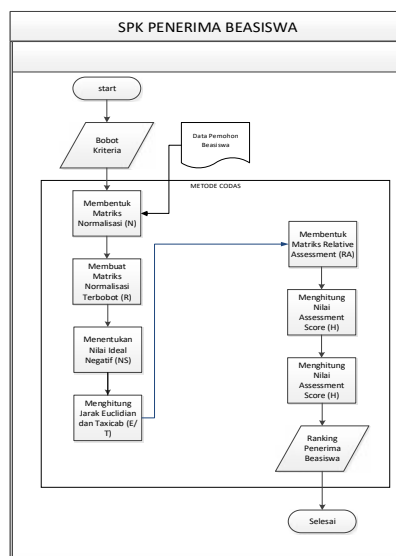 SPK PENERIMA BEASISWA
start
Bobot
Kriteria
Data Pemohon
Beasiswa
METODE CODAS
Membentuk
Matriks
Normalisasi (N)
Membuat
Matriks
Normalisasi
Terbobot (R)
Menentukan
Nilai Ideal
Negatif (NS)
Menghitung
Jarak Euclidian
dan Taxicab (E/
T)
Membentuk
Matriks Relative
Assessment (RA)
Menghitung
Nilai
Assessment
Score (H)
Menghitung
Nilai
Assessment
Score (H)
Ranking
Penerima
Beasiswa
Selesai